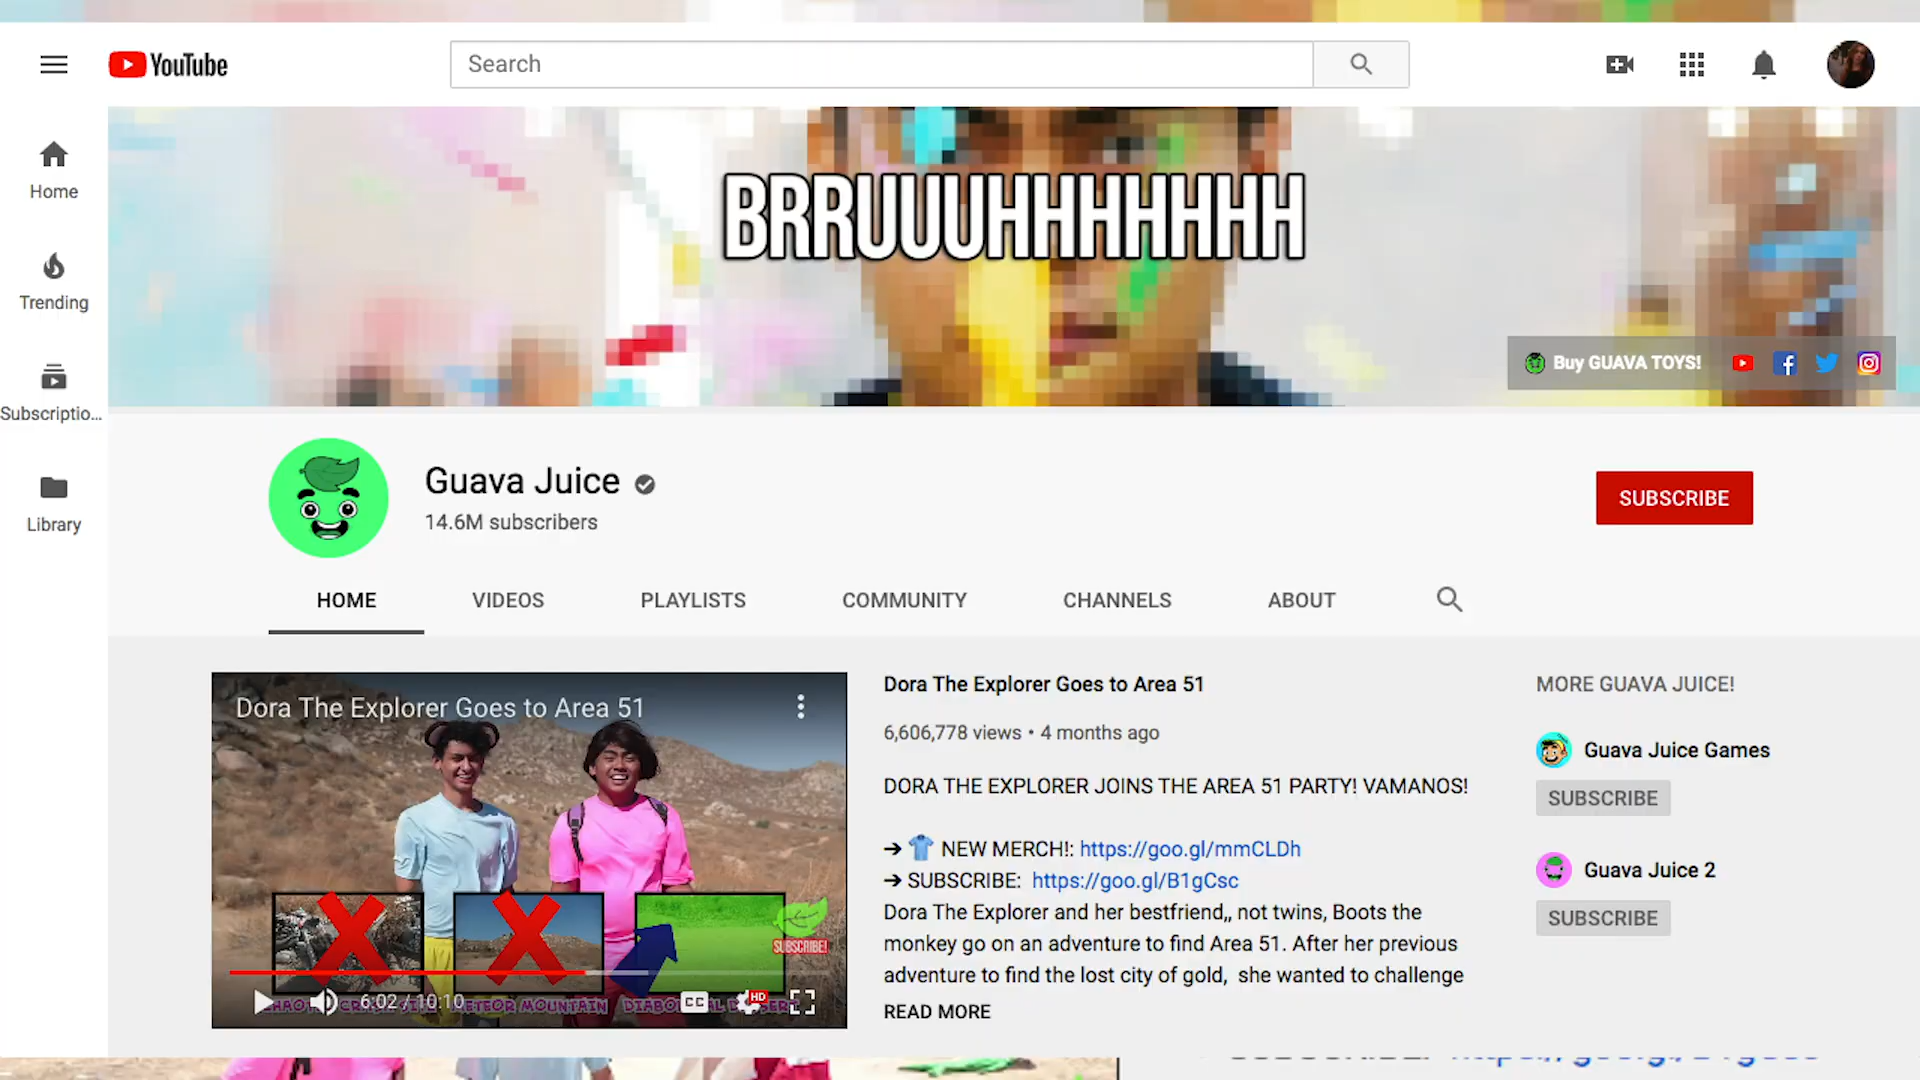 YouTube
Search
Home
Trending
Subscriptio...
Library
BRRUUUHHHHHHH
Buy GUAVA TOYS!
Guava Juice
14.6M subscribers
SUBSCRIBE
HOME
VIDEOS
PLAYLISTS
COMMUNITY
CHANNELS
ABOUT
Dora The Explorer Goes to Area 51
SUBSCRIBE!
6:02 / 10:10
METEOR MOUNTAIN
CC
HD
Dora The Explorer Goes to Area 51
6,606,778 views • 4 months ago
DORA THE EXPLORER JOINS THE AREA 51 PARTY! VAMANOS!
➔ 👕 NEW MERCH!: https://goo.gl/mmCLDh
➔ SUBSCRIBE: https://goo.gl/B1gCsc
Dora The Explorer and her bestfriend,, not twins, Boots the
monkey go on an adventure to find Area 51. After her previous
adventure to find the lost city of gold, she wanted to challenge
READ MORE
MORE GUAVA JUICE!
Guava Juice Games
SUBSCRIBE
Guava Juice 2
SUBSCRIBE